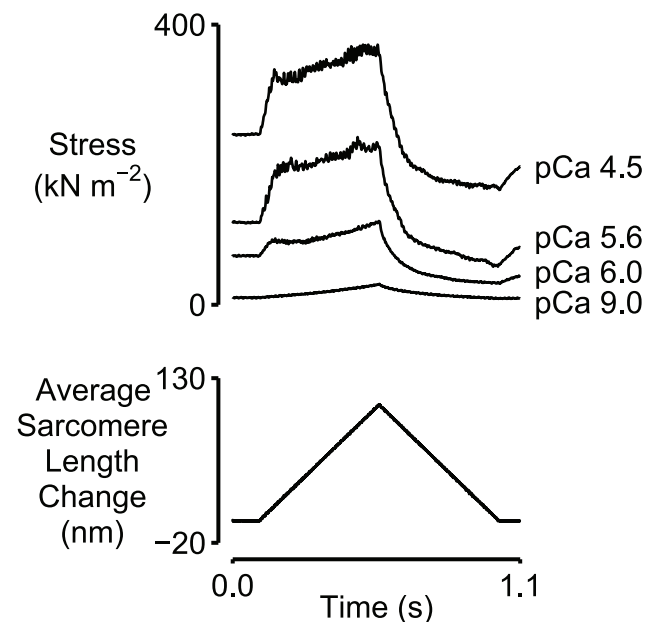 400
Stress
(kN m⁻²)
0
pCa 4.5
pCa 5.6
pCa 6.0
pCa 9.0
130
Average
Sarcomere
Length
Change
(nm)
−20
0.0
1.1
Time (s)